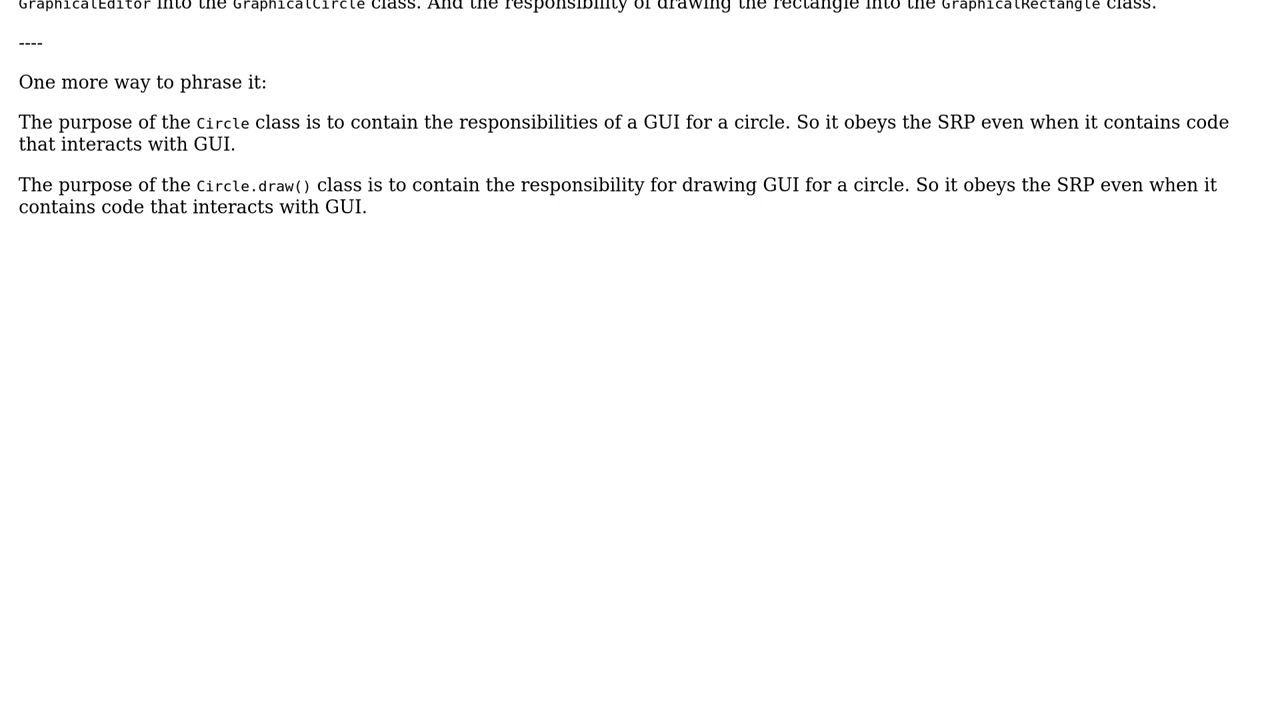 GraphicalEditor into the GraphicalCircle class. And the responsibility of drawing the rectangle into the GraphicalRectangle class.
----
One more way to phrase it:
The purpose of the Circle class is to contain the responsibilities of a GUI for a circle. So it obeys the SRP even when it contains code
that interacts with GUI.
The purpose of the Circle.draw() class is to contain the responsibility for drawing GUI for a circle. So it obeys the SRP even when it
contains code that interacts with GUI.